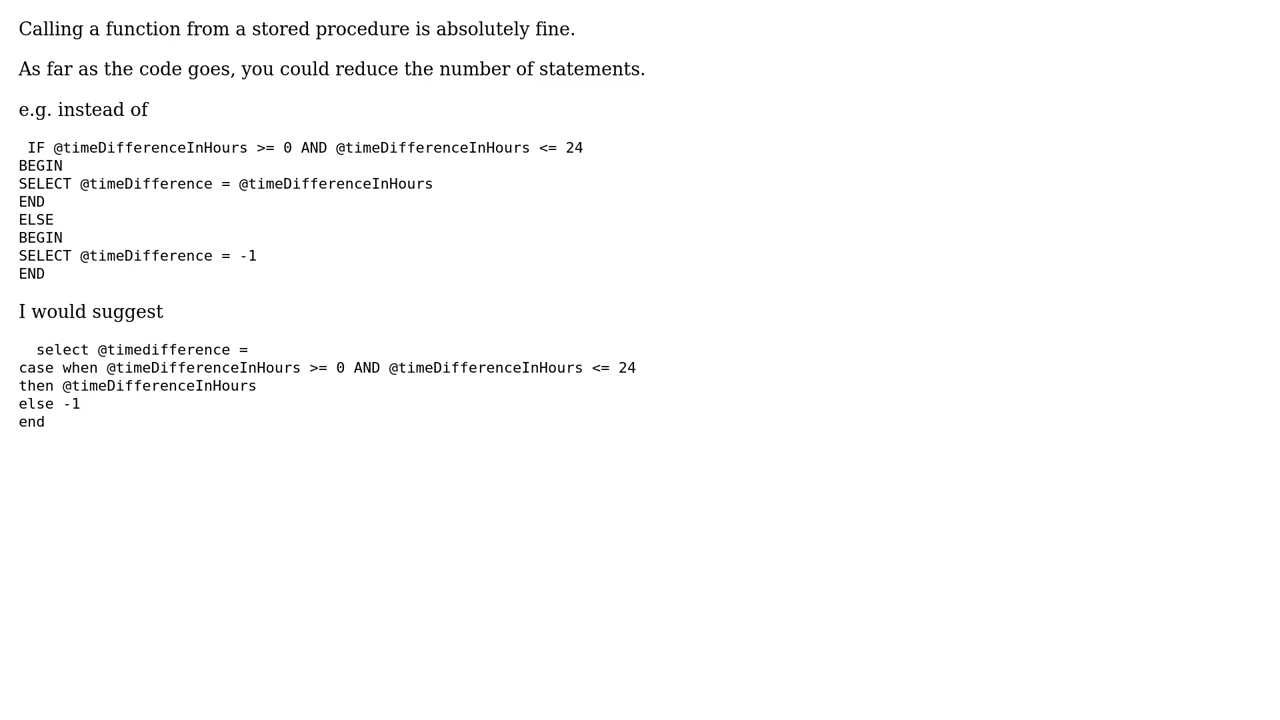 Calling a function from a stored procedure is absolutely fine.
As far as the code goes, you could reduce the number of statements.
e.g. instead of
 IF @timeDifferenceInHours >= 0 AND @timeDifferenceInHours <= 24
BEGIN
SELECT @timeDifference = @timeDifferenceInHours
END
ELSE
BEGIN
SELECT @timeDifference = -1
END
I would suggest
  select @timedifference =
case when @timeDifferenceInHours >= 0 AND @timeDifferenceInHours <= 24
then @timeDifferenceInHours
else -1
end